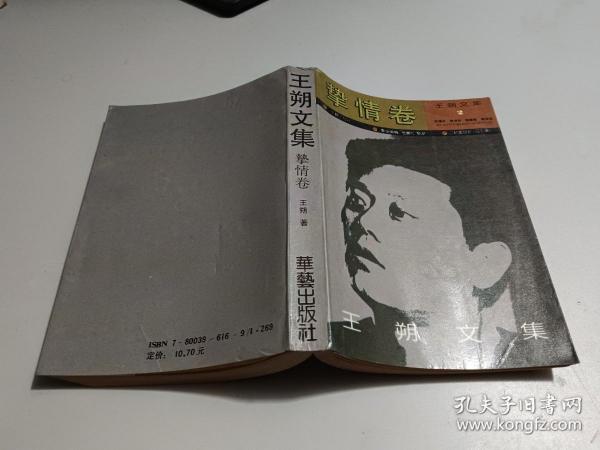 王朔文集
挚情卷
王朔 著
華藝出版社
ISBN 7-80039-616-9/I·269
定价：10.70元
挚情卷
王朔文集
2
王朔文集
孔夫子旧书网
www.kongfz.com